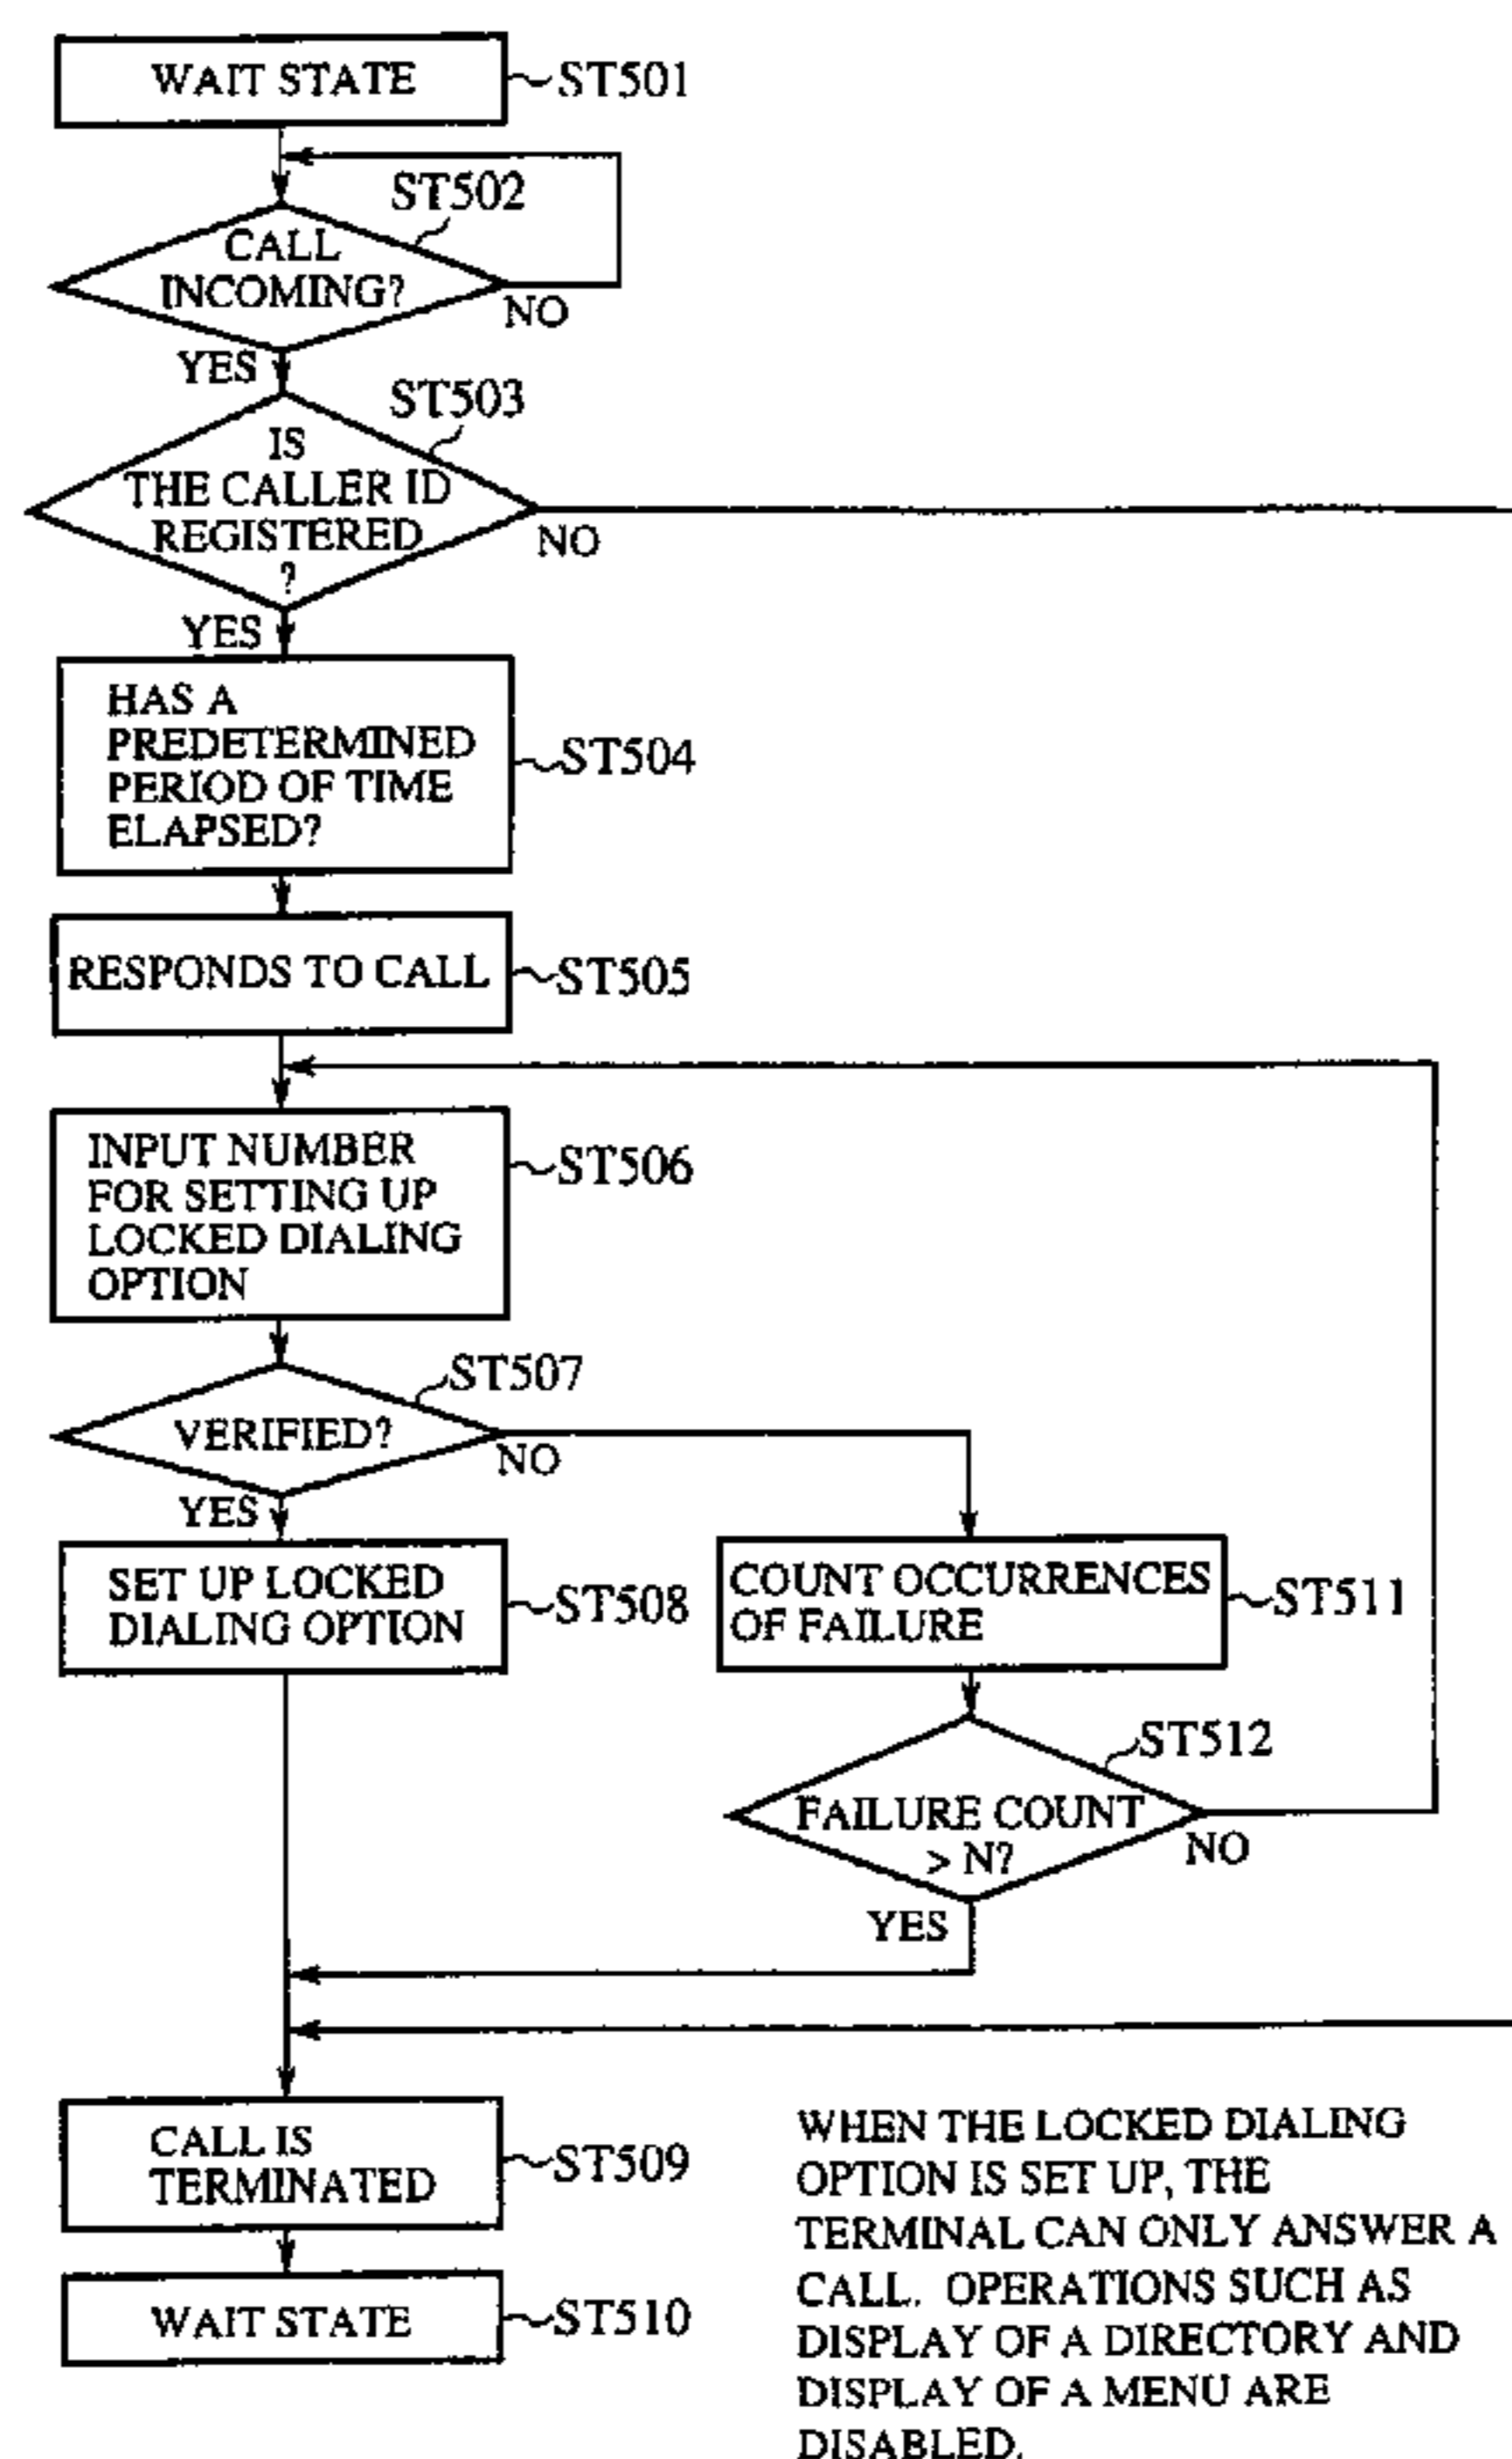 WAIT STATE
ST501
ST502
CALL
INCOMING?
NO
YES
ST503
IS
THE CALLER ID
REGISTERED
?
NO
YES
HAS A
PREDETERMINED
PERIOD OF TIME
ELAPSED?
ST504
RESPONDS TO CALL
ST505
INPUT NUMBER
FOR SETTING UP
LOCKED DIALING
OPTION
ST506
ST507
VERIFIED?
NO
YES
SET UP LOCKED
DIALING OPTION
ST508
COUNT OCCURRENCES
OF FAILURE
ST511
ST512
FAILURE COUNT
> N?
NO
YES
CALL IS
TERMINATED
ST509
WAIT STATE
ST510
WHEN THE LOCKED DIALING
OPTION IS SET UP, THE
TERMINAL CAN ONLY ANSWER A
CALL. OPERATIONS SUCH AS
DISPLAY OF A DIRECTORY AND
DISPLAY OF A MENU ARE
DISABLED.